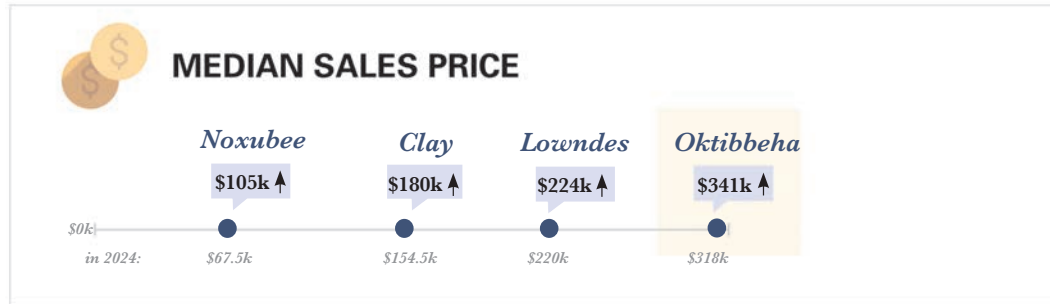 $
$
MEDIAN SALES PRICE
Noxubee Clay Lowndes Oktibbeha
$105k $180k $224k $341k
$0k
in 2024: $67.5k $154.5k $220k $318k